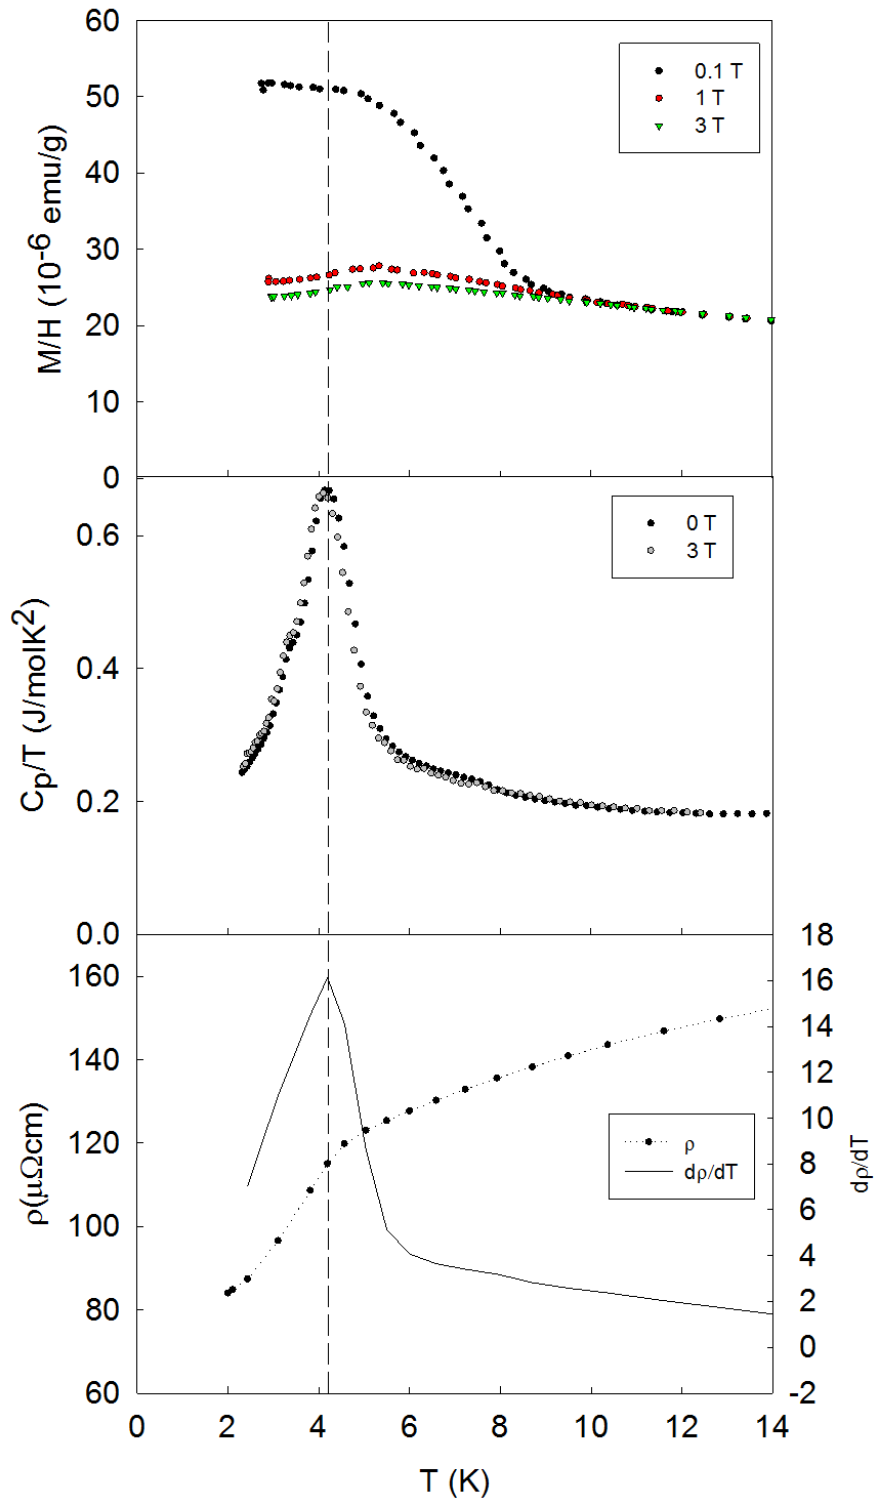 60
50
40
30
20
10
0
M/H (10-6 emu/g)
0.1 T
1 T
3 T
0.6
0.4
0.2
0.0
Cp/T (J/molK2)
0 T
3 T
160
140
120
100
80
60
ρ(μΩcm)
18
16
14
12
10
8
6
4
2
0
-2
dρ/dT
ρ
dρ/dT
0 2 4 6 8 10 12 14
T (K)